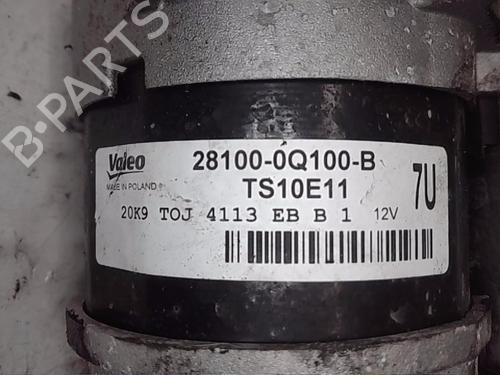 B-PARTS
Valeo
MADE IN POLAND
28100-0Q100-B
TS10E11
7U
20K9 TOJ 4113 EB B 1 12V